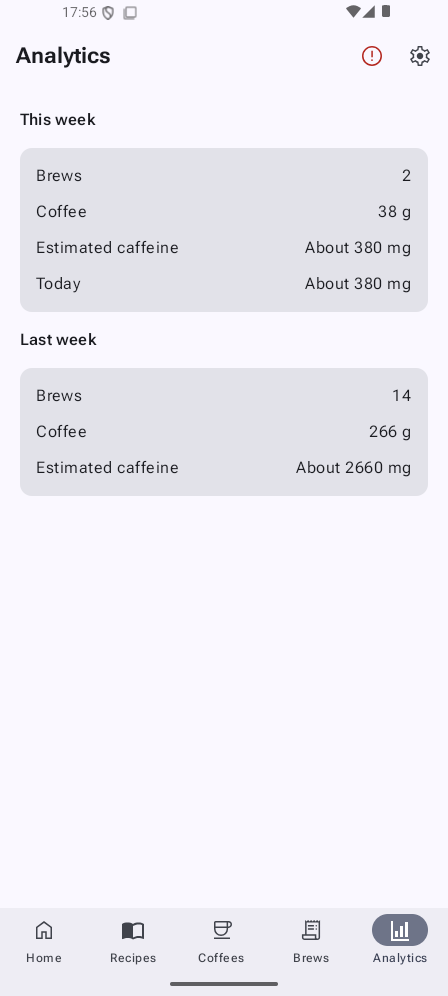 17:56
Analytics
This week
Brews 2
Coffee 38 g
Estimated caffeine About 380 mg
Today About 380 mg
Last week
Brews 14
Coffee 266 g
Estimated caffeine About 2660 mg
Home Recipes Coffees Brews Analytics